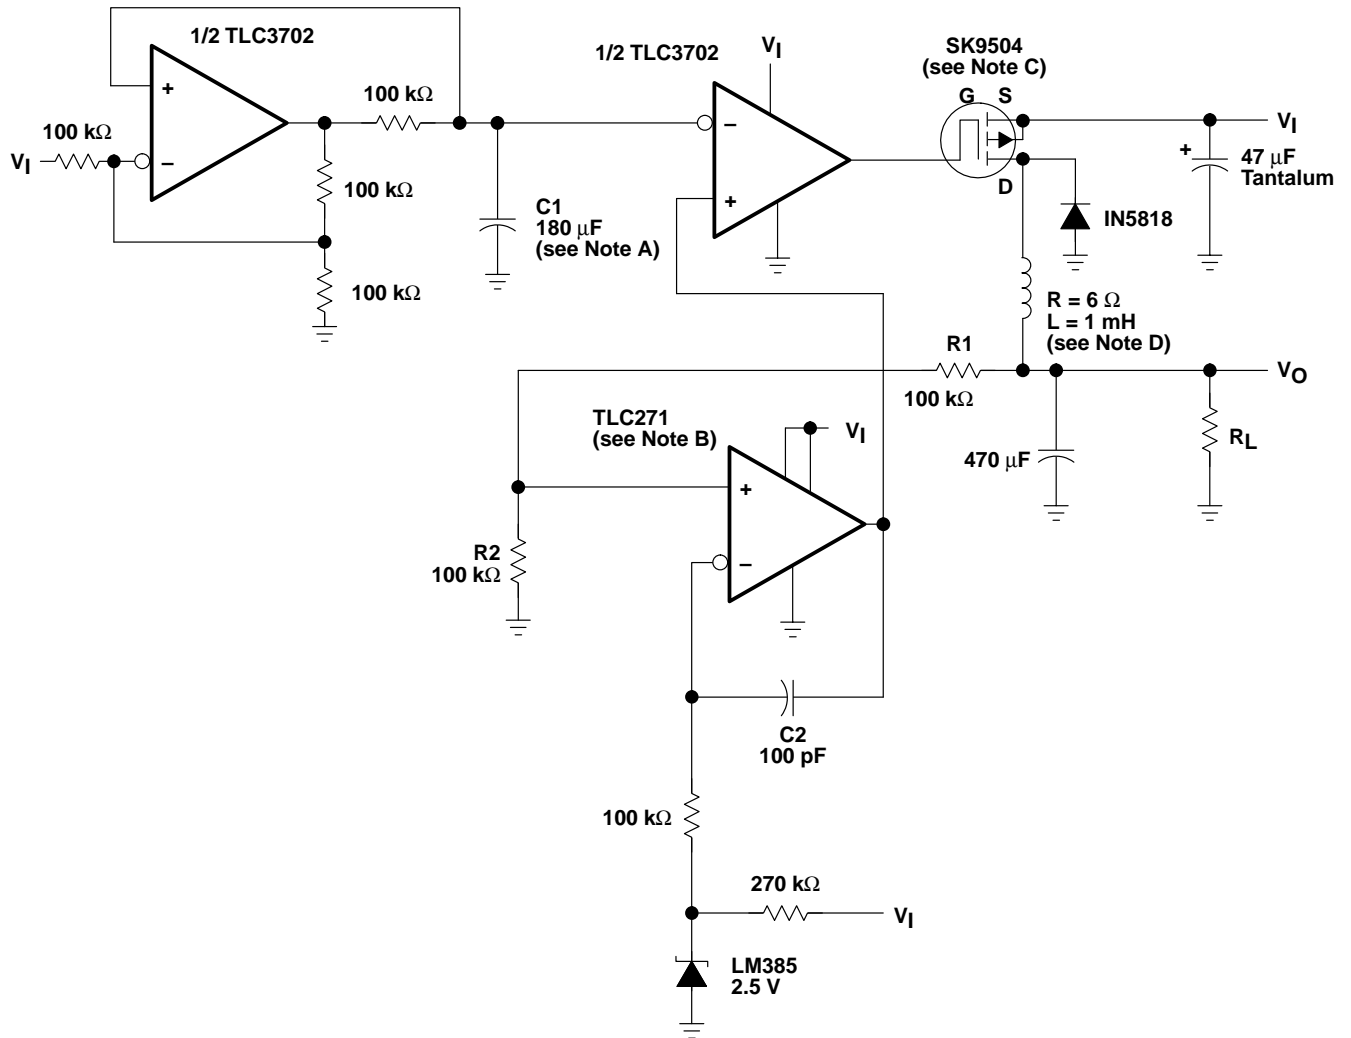 1/2 TLC3702
+
100 kΩ
VI
−
100 kΩ
100 kΩ
100 kΩ
C1
180 µF
(see Note A)
1/2 TLC3702
VI
−
+
SK9504
(see Note C)
G S
D
VI
+
47 µF
Tantalum
IN5818
R = 6 Ω
L = 1 mH
(see Note D)
R1
100 kΩ
VO
470 µF
RL
TLC271
(see Note B)
VI
+
−
R2
100 kΩ
C2
100 pF
100 kΩ
270 kΩ
VI
LM385
2.5 V